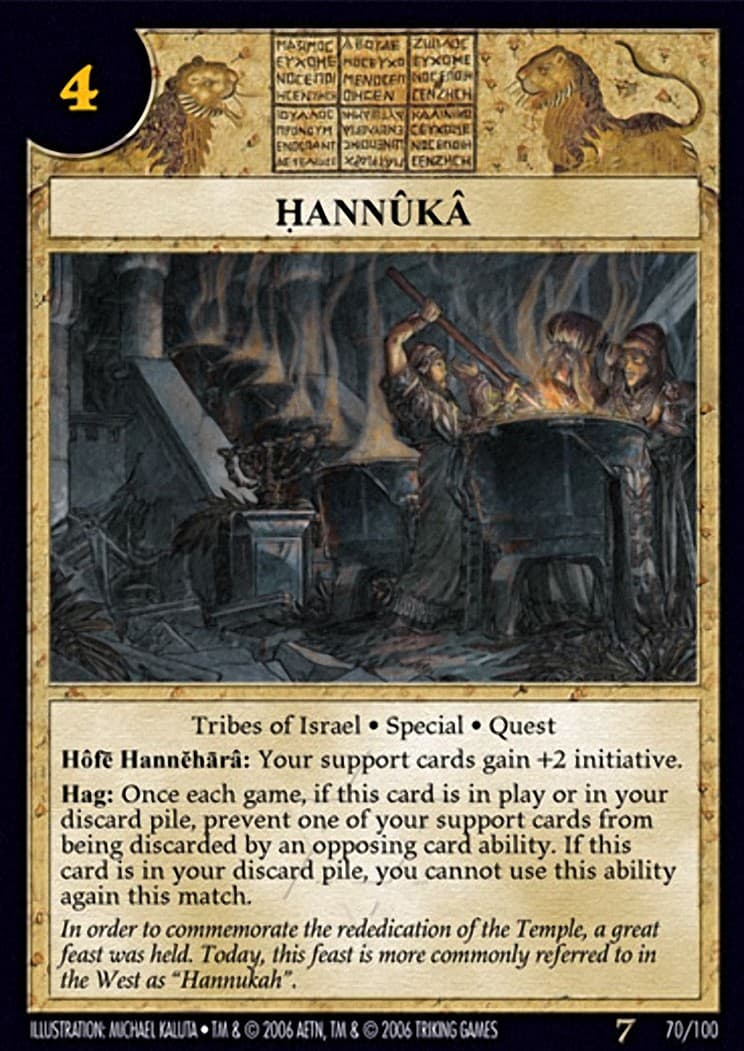 4
ΜΑΞΙΜΟС
ΕΥΧΟΜΕ
ΕΥΧΟΜΕ
ḤANNÛKÂ
Tribes of Israel • Special • Quest
Hôfē Hannĕhārâ: Your support cards gain +2 initiative.
Hag: Once each game, if this card is in play or in your
discard pile, prevent one of your support cards from
being discarded by an opposing card ability. If this
card is in your discard pile, you cannot use this ability
again this match.
In order to commemorate the rededication of the Temple, a great
feast was held. Today, this feast is more commonly referred to in
the West as “Hannukah”.
ILLUSTRATION: MICHAEL KALUTA • TM & © 2006 AETN, TM & © 2006 TRIKING GAMES 7 70/100